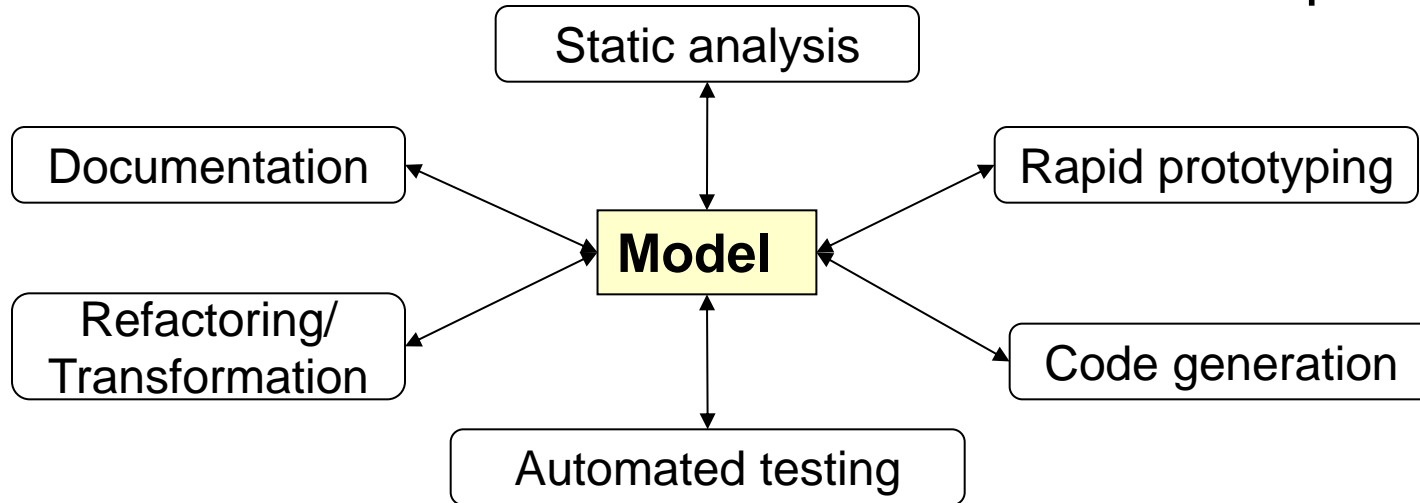 Static analysis
Documentation
Rapid prototyping
Model
Refactoring/
Transformation
Code generation
Automated testing